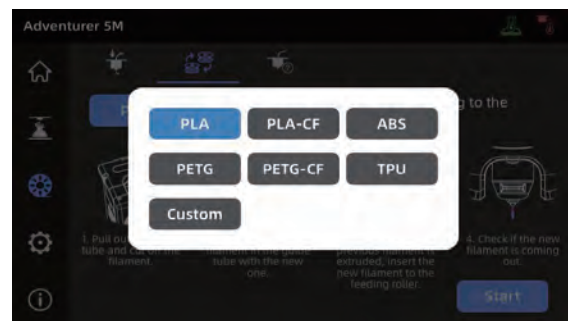 Adventurer 5M
g to the
PLA
PLA-CF
ABS
PETG
PETG-CF
TPU
Custom
1. Pull ou
tube and cut off the
filament.
filament in the guide
tube with the new
one.
previous filament is
extruded, insert the
new filament to the
feeding roller.
4. Check if the new
filament is coming
out.
Start